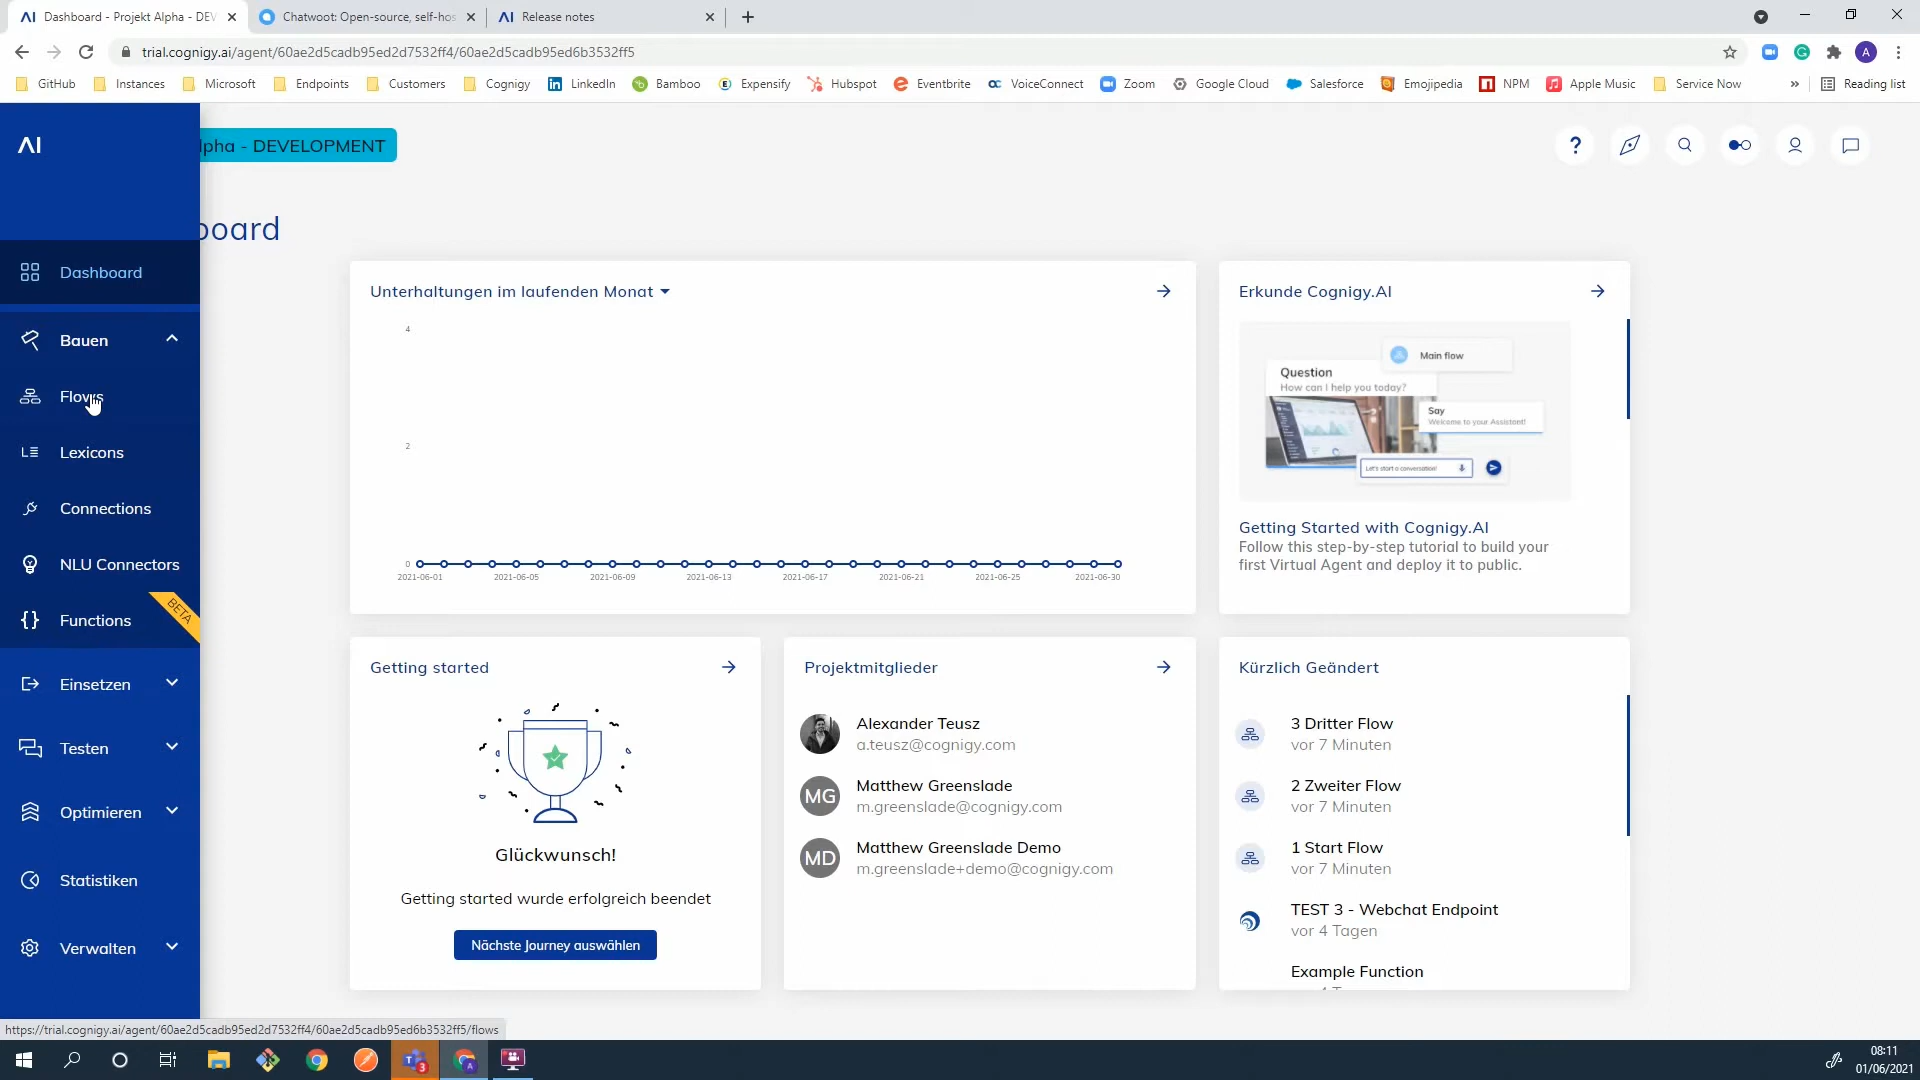 Dashboard - Projekt Alpha - DEV
Chatwoot: Open-source, self-hos
Release notes
trial.cognigy.ai/agent/60ae2d5cadb95ed2d7532ff4/60ae2d5cadb95ed6b3532ff5
A
GitHub
Instances
Microsoft
Endpoints
Customers
Cognigy
LinkedIn
Bamboo
Expensify
Hubspot
Eventbrite
VoiceConnect
Zoom
Google Cloud
Salesforce
Emojipedia
NPM
Apple Music
Service Now
»
Reading list
AI
lpha - DEVELOPMENT
?
board
Dashboard
Bauen
Flows
Lexicons
Connections
NLU Connectors
Functions
BETA
Einsetzen
Testen
Optimieren
Statistiken
Verwalten
Unterhaltungen im laufenden Monat
4
2
0
2021-06-01
2021-06-05
2021-06-09
2021-06-13
2021-06-17
2021-06-21
2021-06-25
2021-06-30
Erkunde Cognigy.AI
Main flow
Question
How can I help you today?
Say
Welcome to your Assistant!
Let's start a conversation!
Getting Started with Cognigy.AI
Follow this step-by-step tutorial to build your
first Virtual Agent and deploy it to public.
Getting started
Glückwunsch!
Getting started wurde erfolgreich beendet
Nächste Journey auswählen
Projektmitglieder
Alexander Teusz
a.teusz@cognigy.com
MG
Matthew Greenslade
m.greenslade@cognigy.com
MD
Matthew Greenslade Demo
m.greenslade+demo@cognigy.com
Kürzlich Geändert
3 Dritter Flow
vor 7 Minuten
2 Zweiter Flow
vor 7 Minuten
1 Start Flow
vor 7 Minuten
TEST 3 - Webchat Endpoint
vor 4 Tagen
Example Function
https://trial.cognigy.ai/agent/60ae2d5cadb95ed2d7532ff4/60ae2d5cadb95ed6b3532ff5/flows
3
08:11
01/06/2021